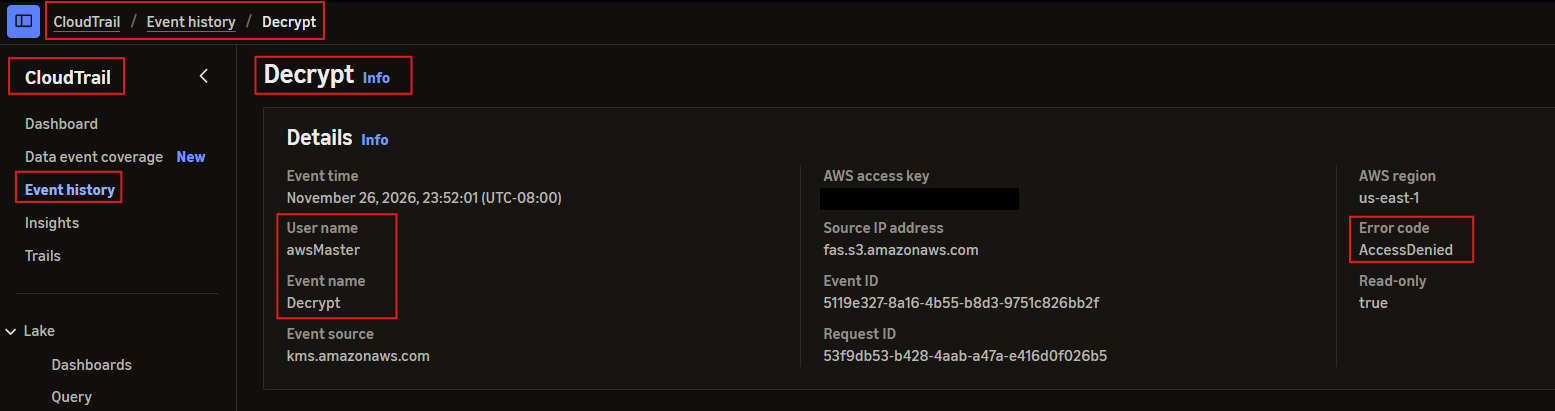 CloudTrail / Event history / Decrypt
CloudTrail
Dashboard
Data event coverage New
Event history
Insights
Trails
Lake
Dashboards
Query
Decrypt Info
Details Info
Event time
November 26, 2026, 23:52:01 (UTC-08:00)
User name
awsMaster
Event name
Decrypt
Event source
kms.amazonaws.com
AWS access key
Source IP address
fas.s3.amazonaws.com
Event ID
5119e327-8a16-4b55-b8d3-9751c826bb2f
Request ID
53f9db53-b428-4aab-a47a-e416d0f026b5
AWS region
us-east-1
Error code
AccessDenied
Read-only
true